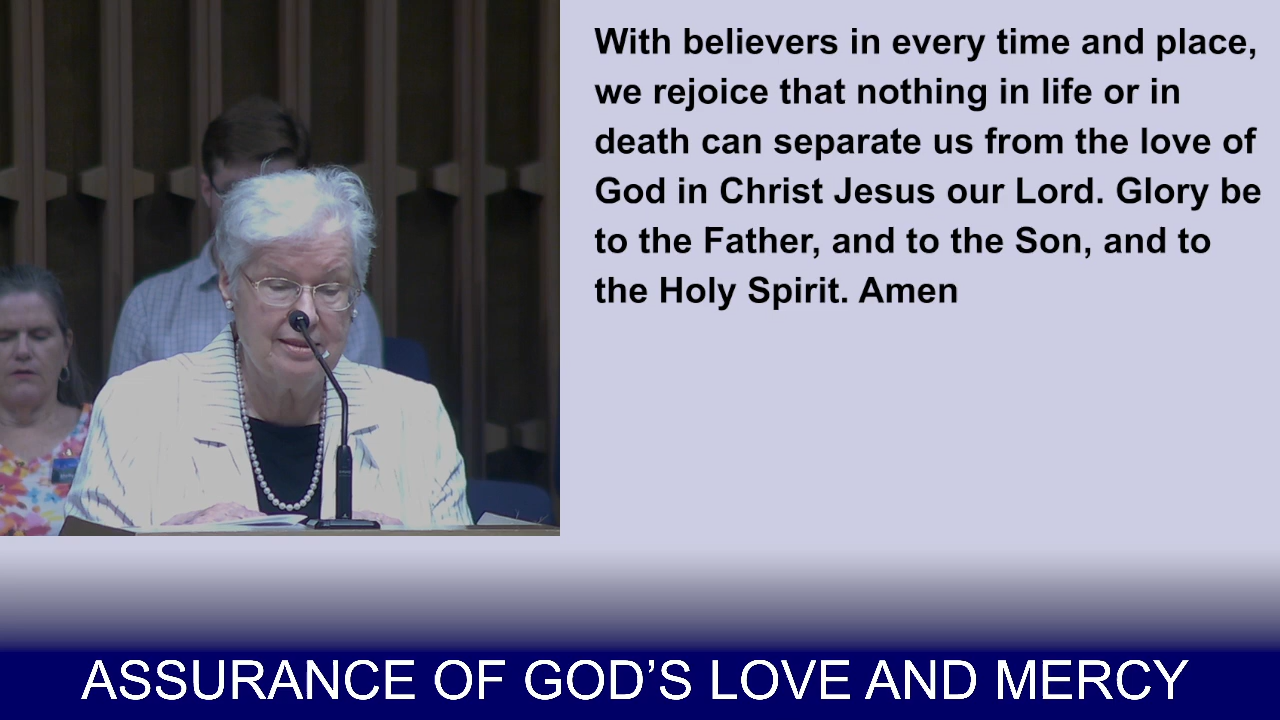 With believers in every time and place,
we rejoice that nothing in life or in
death can separate us from the love of
God in Christ Jesus our Lord. Glory be
to the Father, and to the Son, and to
the Holy Spirit. Amen
ASSURANCE OF GOD’S LOVE AND MERCY